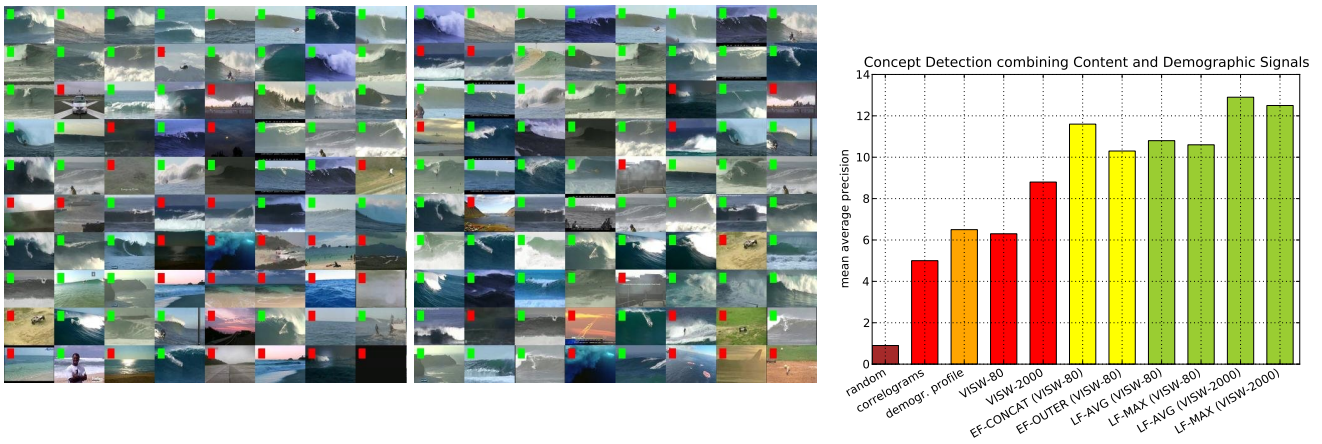 Concept Detection combining Content and Demographic Signals
mean average precision
14
12
10
8
6
4
2
0
random
correlograms
demogr. profile
VISW-80
VISW-2000
EF-CONCAT (VISW-80)
EF-OUTER (VISW-80)
LF-AVG (VISW-80)
LF-MAX (VISW-80)
LF-AVG (VISW-2000)
LF-MAX (VISW-2000)